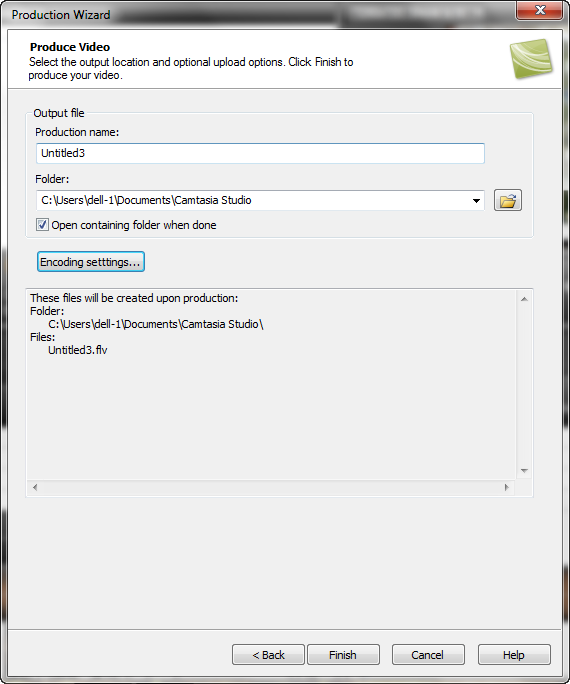 Production Wizard
Produce Video
Select the output location and optional upload options. Click Finish to
produce your video.
Output file
Production name:
Untitled3
Folder:
C:\Users\dell-1\Documents\Camtasia Studio
Open containing folder when done
Encoding setttings...
These files will be created upon production:
Folder:
C:\Users\dell-1\Documents\Camtasia Studio\
Files:
Untitled3.flv
< Back Finish Cancel Help